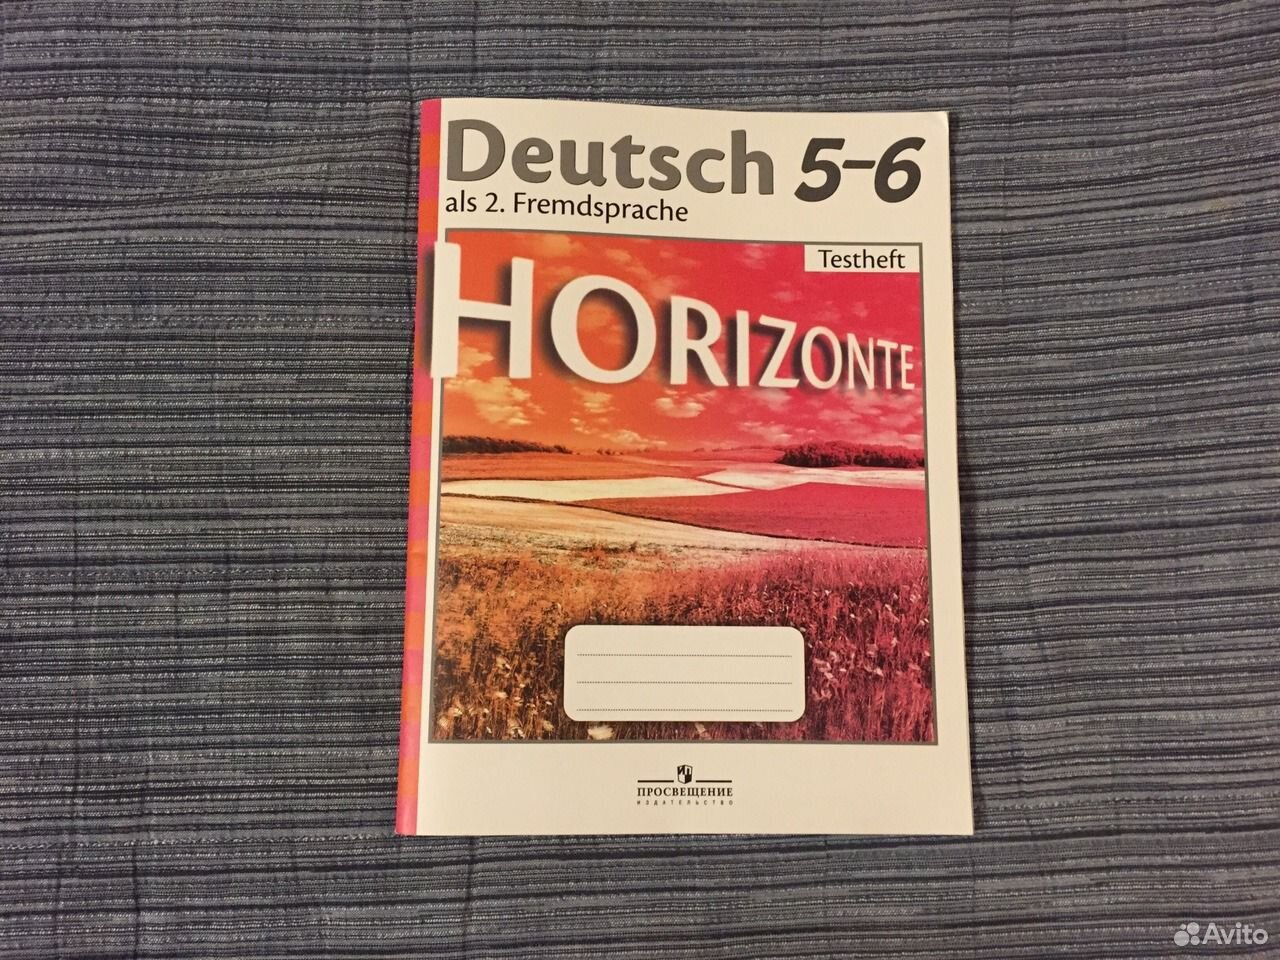 Deutsch 5-6
als 2. Fremdsprache
Testheft
HORIZONTE
ПРОСВЕЩЕНИЕ
ИЗДАТЕЛЬСТВО
Avito